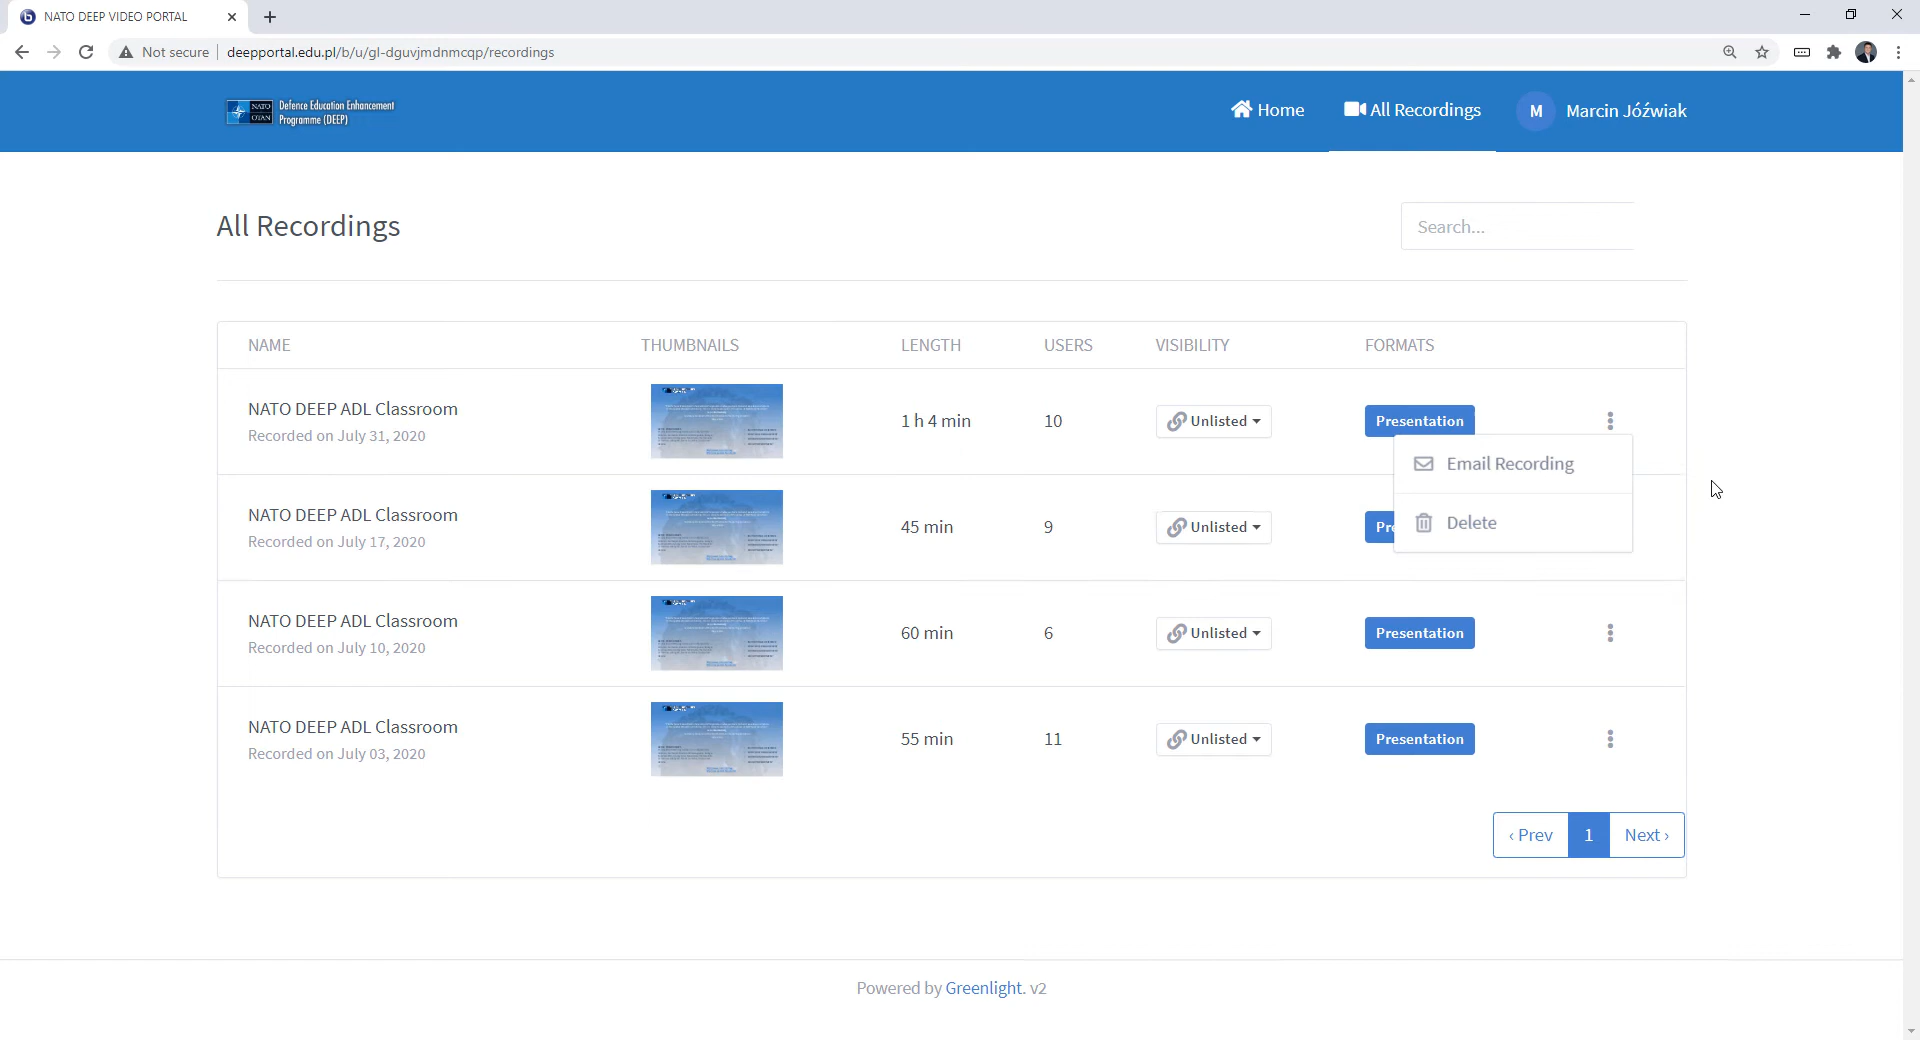 NATO DEEP VIDEO PORTAL
Not secure
deepportal.edu.pl/b/u/gl-dguvjmdnmcqp/recordings
NATO
OTAN
Defence Education Enhancement
Programme (DEEP)
Home
All Recordings
M
Marcin Jóźwiak
All Recordings
Search...
NAME THUMBNAILS LENGTH USERS VISIBILITY FORMATS
NATO DEEP ADL Classroom
Recorded on July 31, 2020
1 h 4 min
10
Unlisted
Presentation
Email Recording
Delete
NATO DEEP ADL Classroom
Recorded on July 17, 2020
45 min
9
Unlisted
Pre
NATO DEEP ADL Classroom
Recorded on July 10, 2020
60 min
6
Unlisted
Presentation
NATO DEEP ADL Classroom
Recorded on July 03, 2020
55 min
11
Unlisted
Presentation
‹ Prev 1 Next ›
Powered by Greenlight. v2